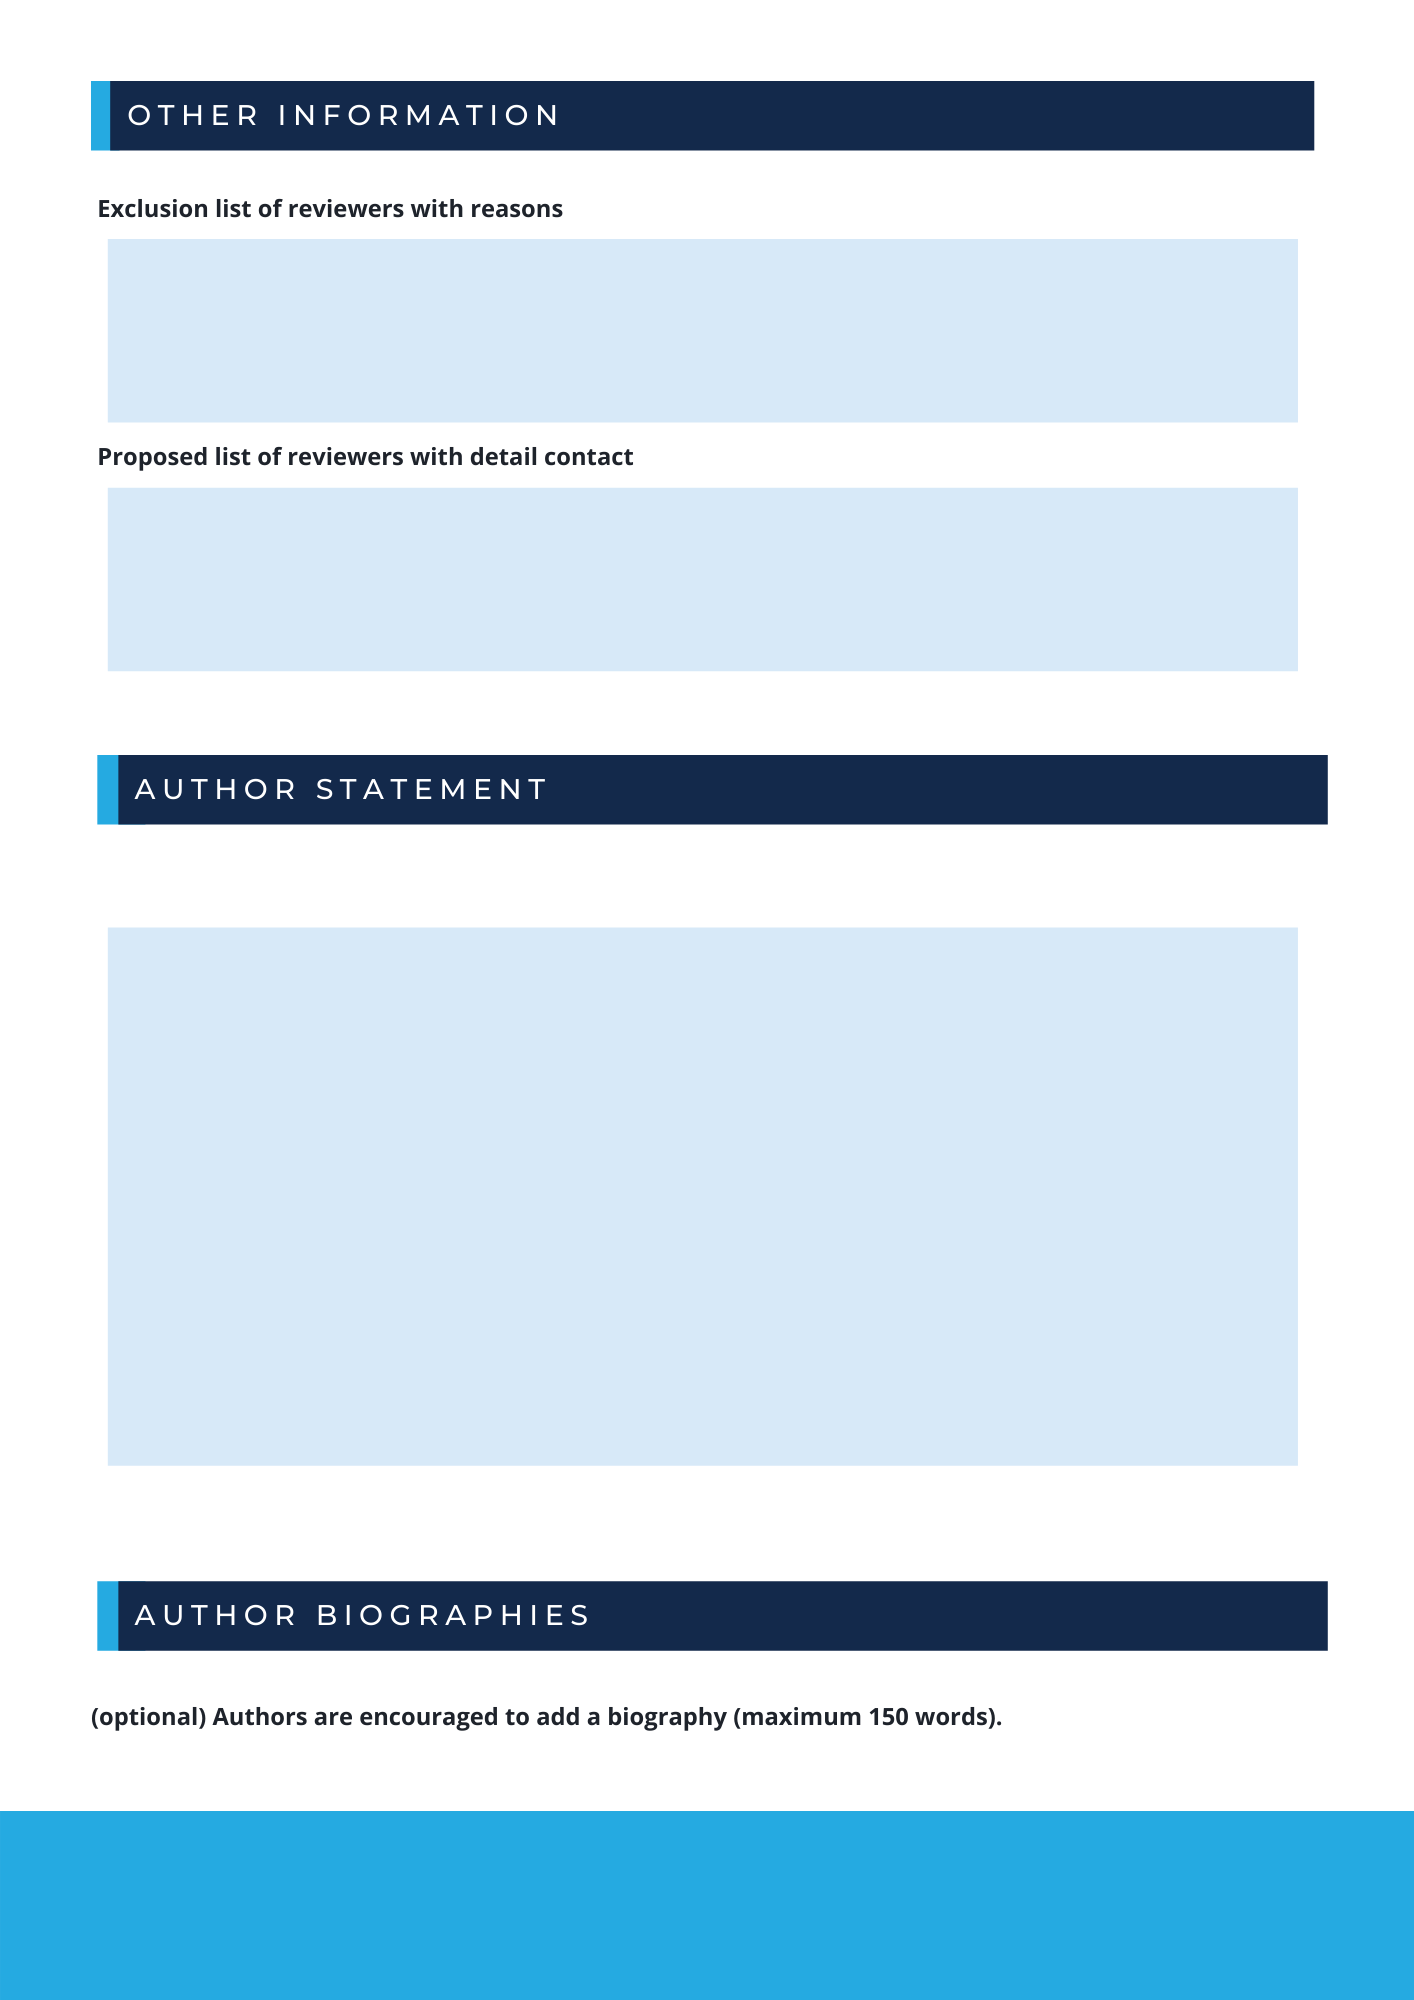 OTHER INFORMATION
Exclusion list of reviewers with reasons
Proposed list of reviewers with detail contact
AUTHOR STATEMENT
AUTHOR BIOGRAPHIES
(optional) Authors are encouraged to add a biography (maximum 150 words).